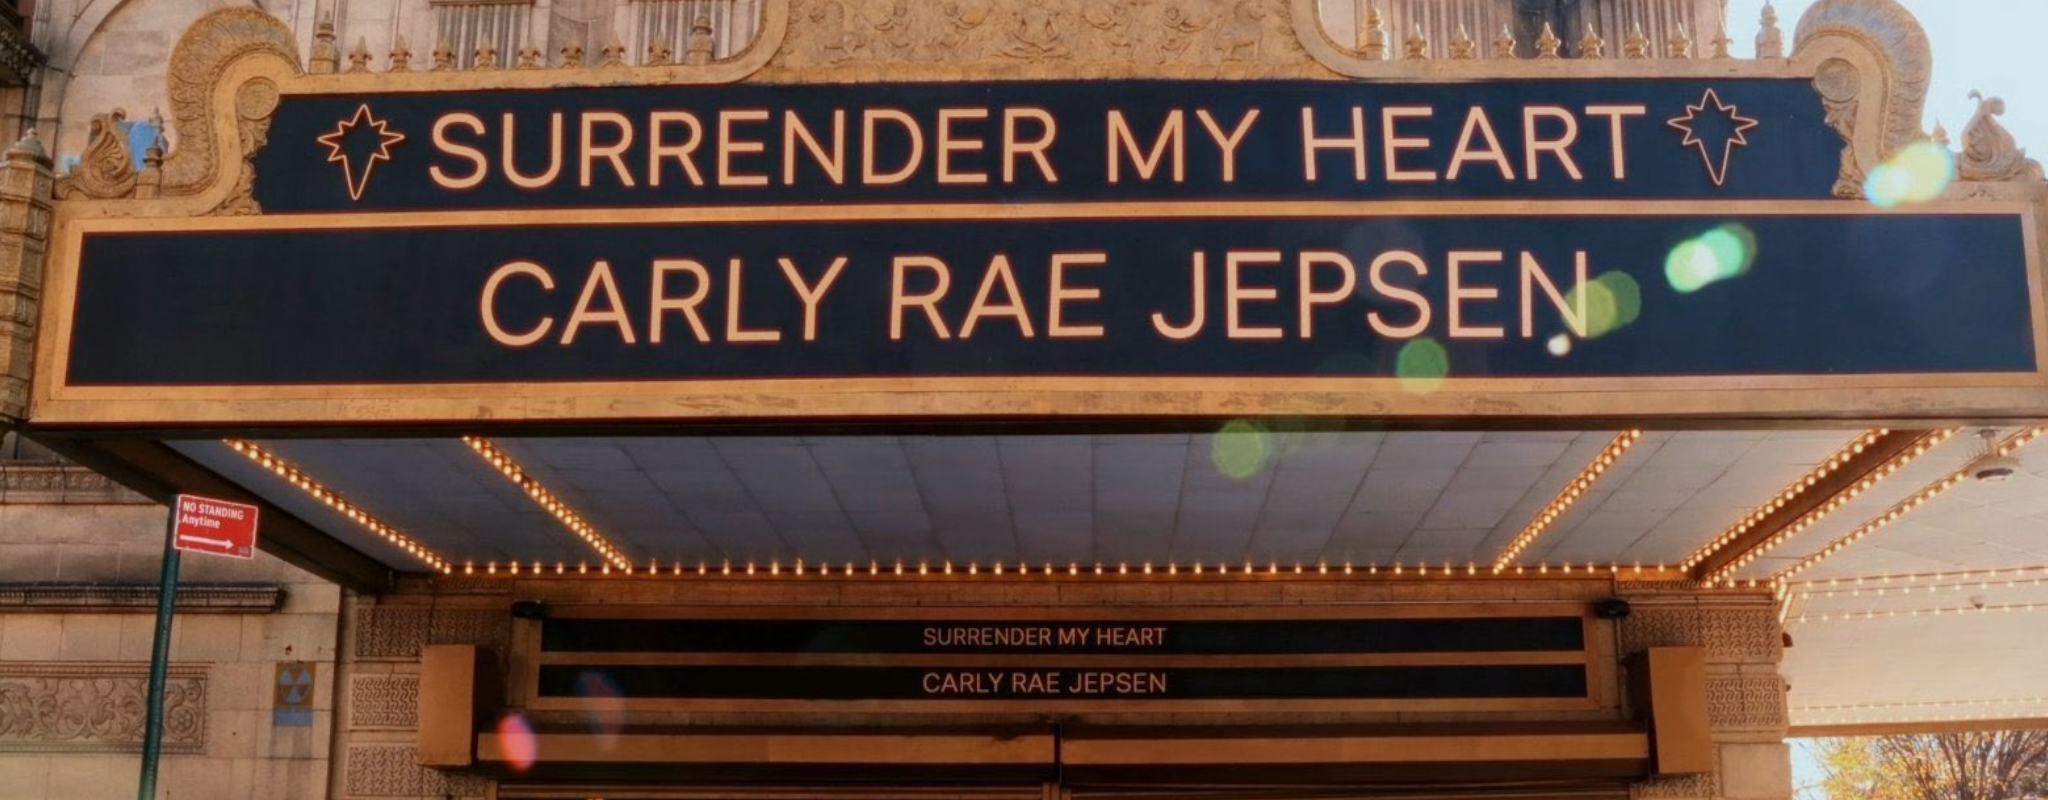 SURRENDER MY HEART
CARLY RAE JEPSEN
NO STANDING
Anytime
SURRENDER MY HEART
CARLY RAE JEPSEN